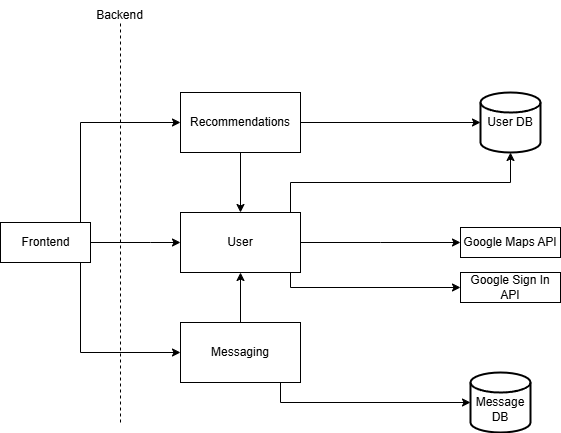 Backend
Recommendations
User DB
Frontend
User
Google Maps API
Google Sign In
API
Messaging
Message
DB